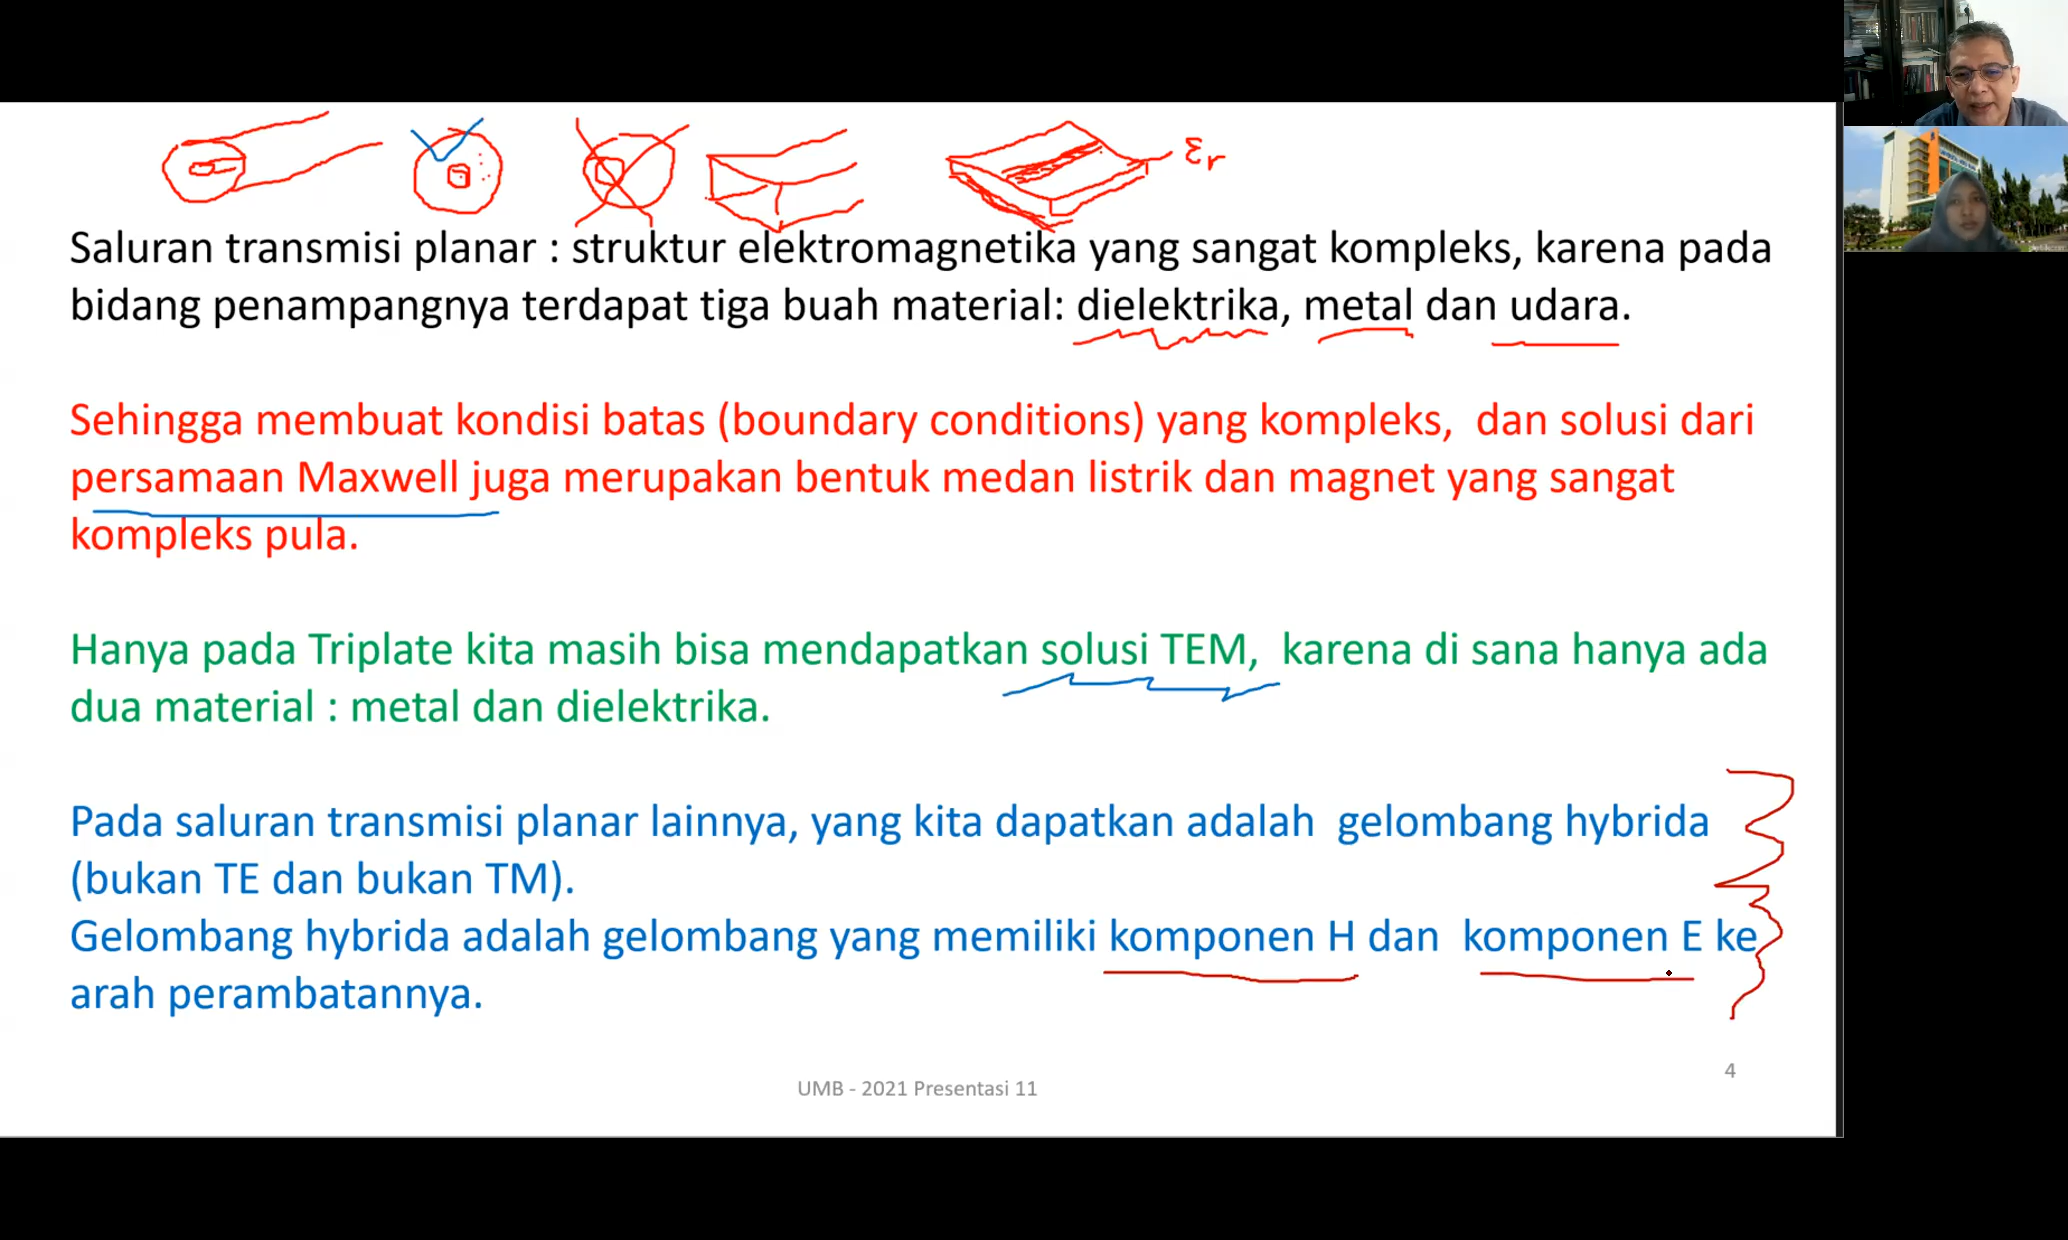 εr
Saluran transmisi planar : struktur elektromagnetika yang sangat kompleks, karena pada
bidang penampangnya terdapat tiga buah material: dielektrika, metal dan udara.
Sehingga membuat kondisi batas (boundary conditions) yang kompleks,  dan solusi dari
persamaan Maxwell juga merupakan bentuk medan listrik dan magnet yang sangat
kompleks pula.
Hanya pada Triplate kita masih bisa mendapatkan solusi TEM,  karena di sana hanya ada
dua material : metal dan dielektrika.
Pada saluran transmisi planar lainnya, yang kita dapatkan adalah  gelombang hybrida
(bukan TE dan bukan TM).
Gelombang hybrida adalah gelombang yang memiliki komponen H dan  komponen E ke
arah perambatannya.
4
UMB - 2021 Presentasi 11